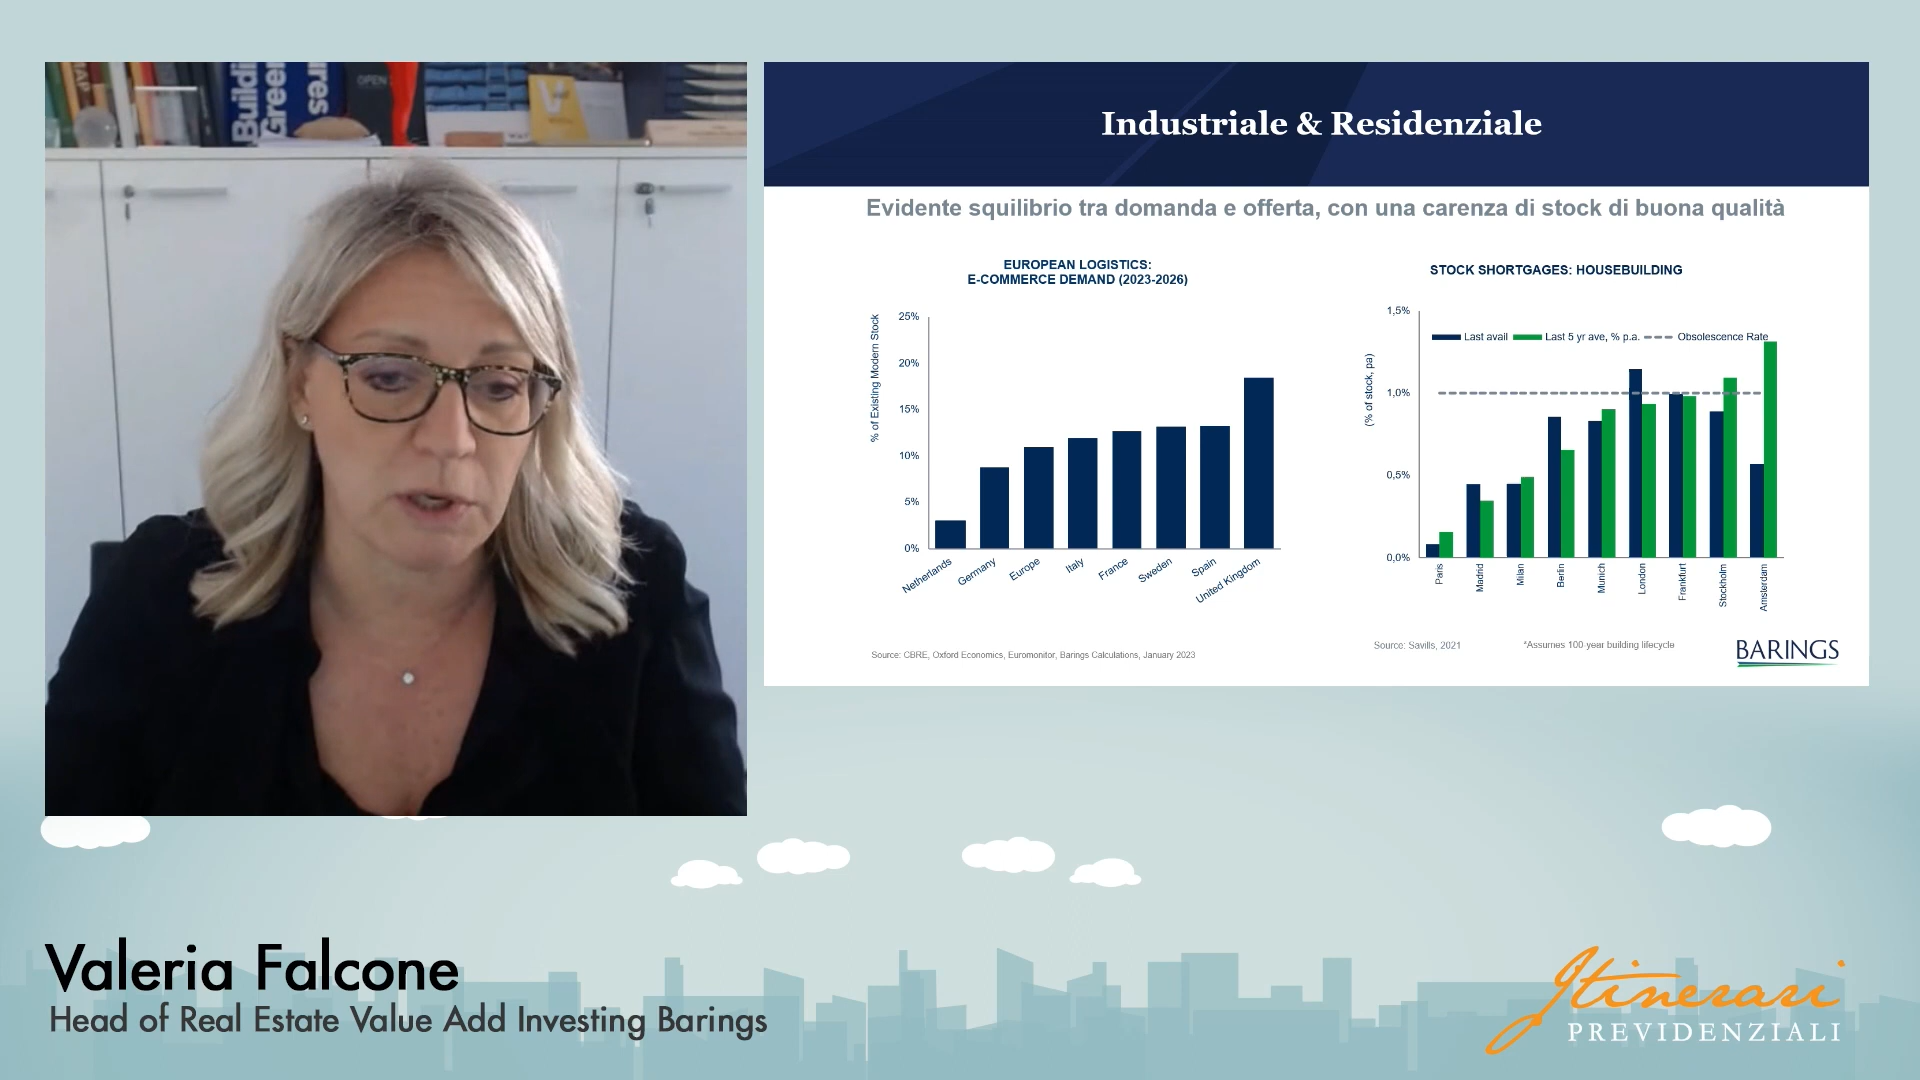 Buildi
Green
ures
OPEN
Industriale & Residenziale
Evidente squilibrio tra domanda e offerta, con una carenza di stock di buona qualità
EUROPEAN LOGISTICS:
E-COMMERCE DEMAND (2023-2026)
% of Existing Modern Stock
25%
20%
15%
10%
5%
0%
Netherlands
Germany
Europe
Italy
France
Sweden
Spain
United Kingdom
Source: CBRE, Oxford Economics, Euromonitor, Barings Calculations, January 2023
STOCK SHORTAGES: HOUSEBUILDING
(% of stock, pa)
1,5%
1,0%
0,5%
0,0%
Last avail
Last 5 yr ave, % p.a.
Obsolescence Rate
Paris
Madrid
Milan
Berlin
Munich
London
Frankfurt
Stockholm
Amsterdam
Source: Savills, 2021
*Assumes 100 year building lifecycle
BARINGS
Valeria Falcone
Head of Real Estate Value Add Investing Barings
Itinerari
PREVIDENZIALI